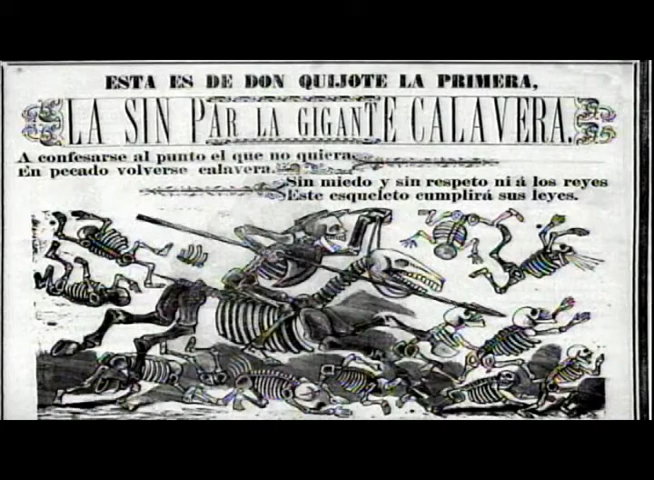 ESTA ES DE DON QUIJOTE LA PRIMERA,
LA SIN PAR LA GIGANTE CALAVERA.
A confesarse al punto el que no quiera
En pecado volverse calavera.
Sin miedo y sin respeto ni á los reyes
Este esqueleto cumplirá sus leyes.